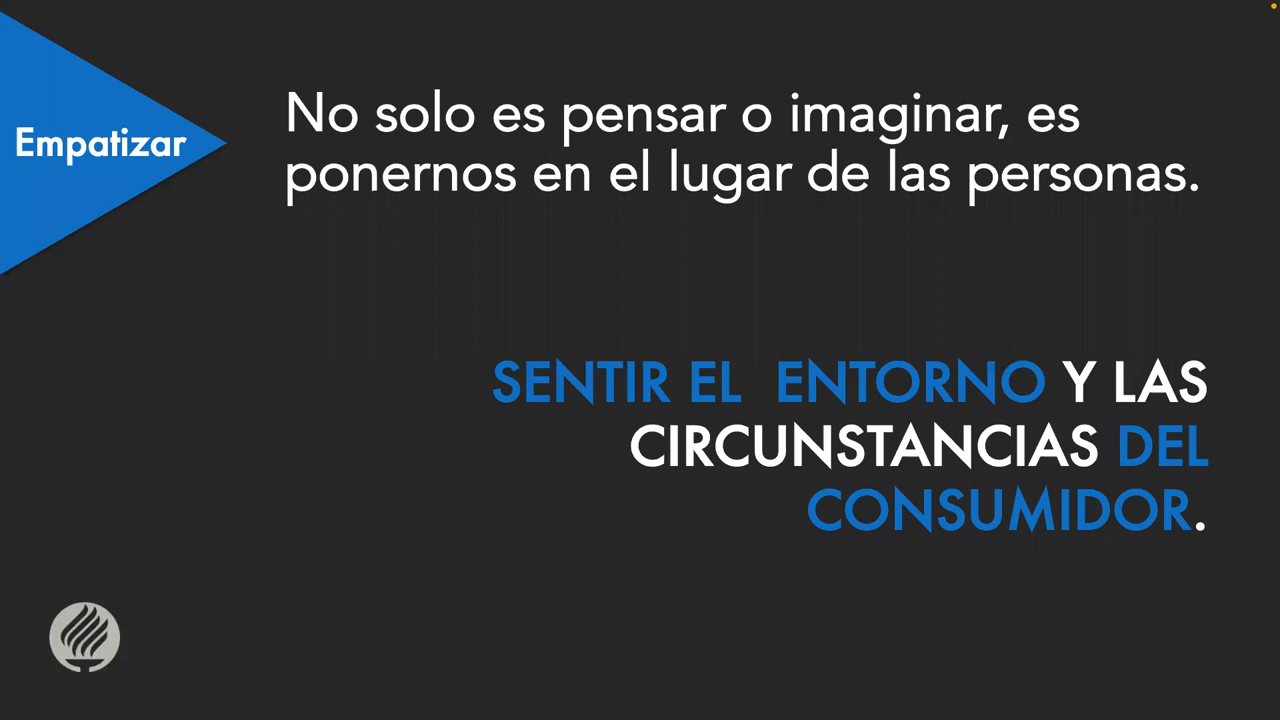 Empatizar
No solo es pensar o imaginar, es
ponernos en el lugar de las personas.
SENTIR EL ENTORNO Y LAS
CIRCUNSTANCIAS DEL
CONSUMIDOR.